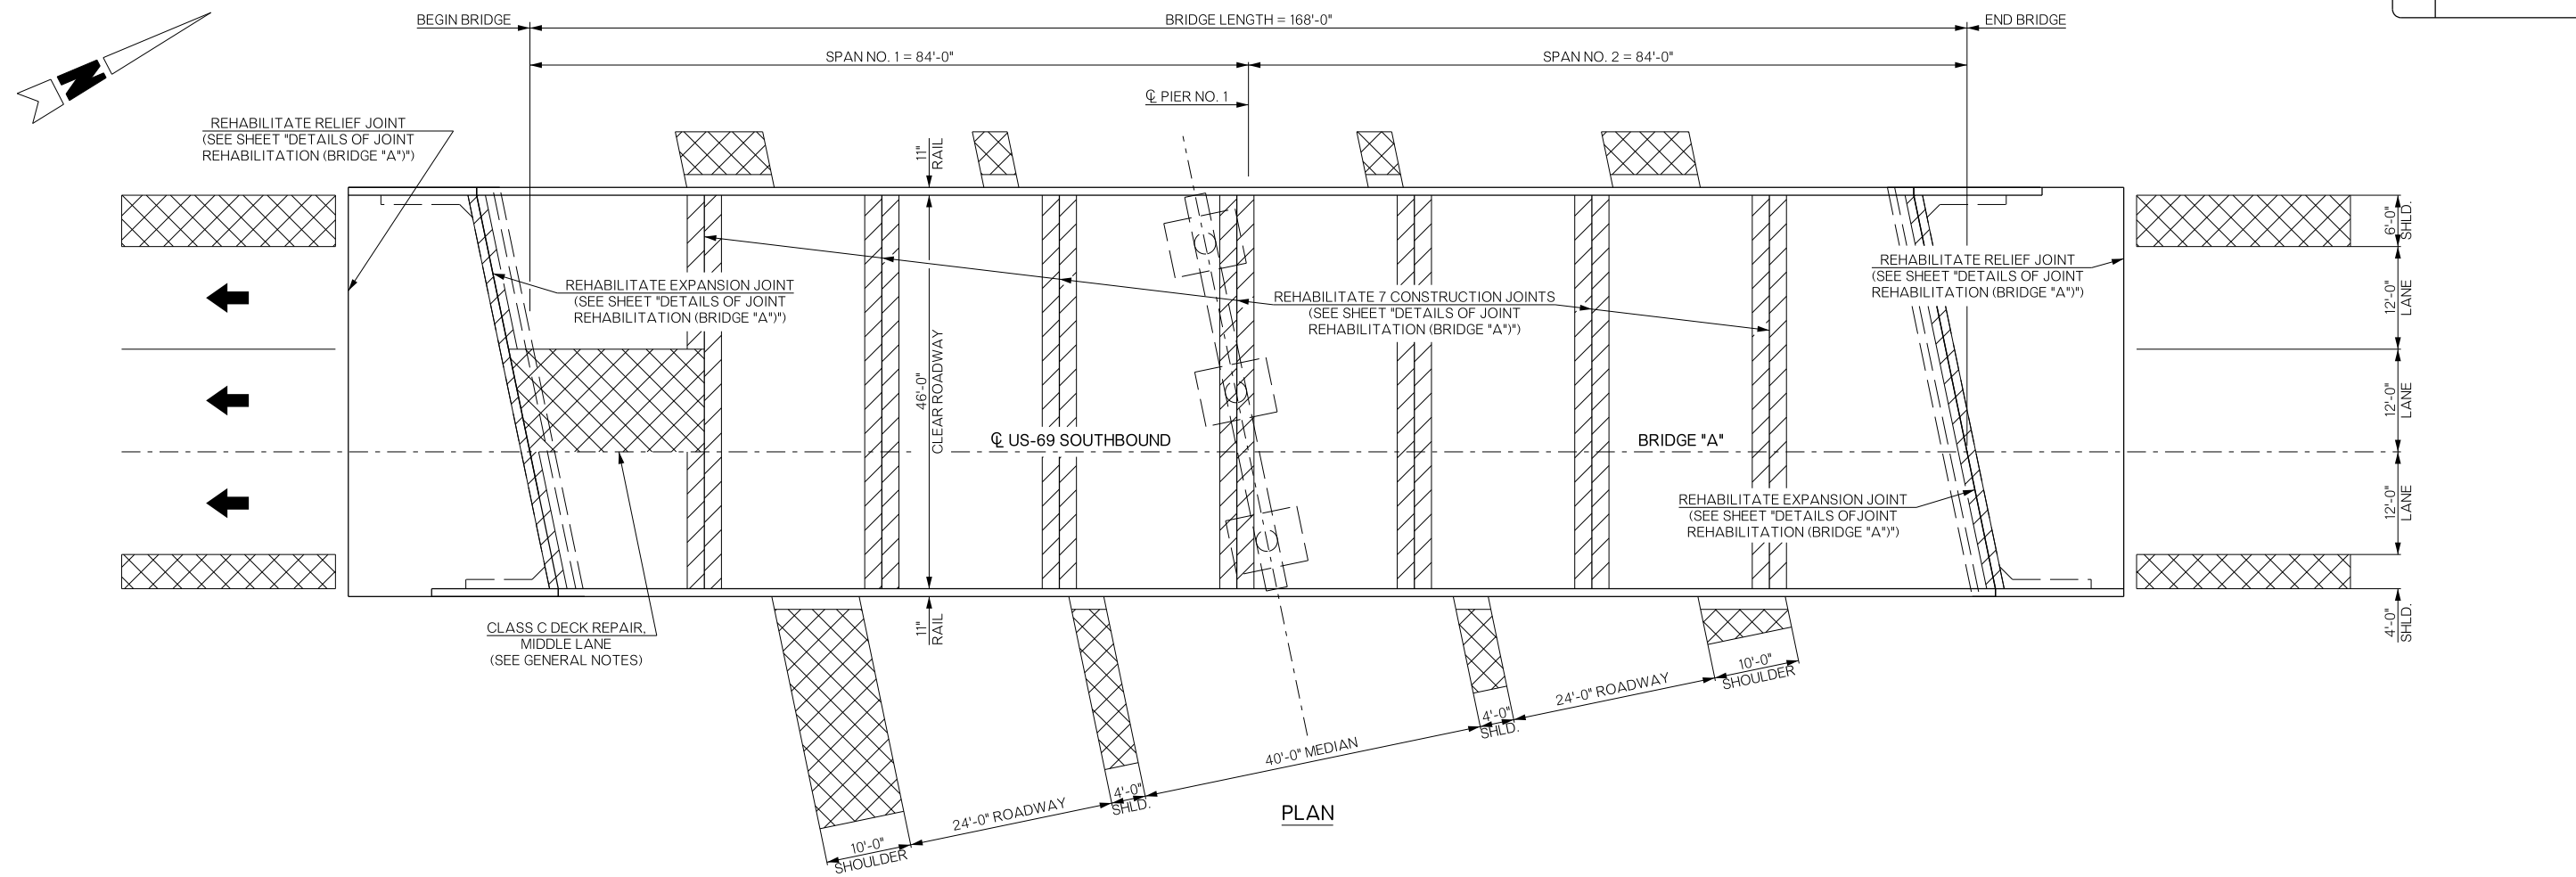 BEGIN BRIDGE
BRIDGE LENGTH = 168'-0"
END BRIDGE
SPAN NO. 1 = 84'-0"
SPAN NO. 2 = 84'-0"
N
℄ PIER NO. 1
REHABILITATE RELIEF JOINT
(SEE SHEET "DETAILS OF JOINT
REHABILITATION (BRIDGE "A")")
11"
RAIL
6'-0"
SHLD.
REHABILITATE EXPANSION JOINT
(SEE SHEET "DETAILS OF JOINT
REHABILITATION (BRIDGE "A")")
REHABILITATE 7 CONSTRUCTION JOINTS
(SEE SHEET "DETAILS OF JOINT
REHABILITATION (BRIDGE "A")")
REHABILITATE RELIEF JOINT
(SEE SHEET "DETAILS OF JOINT
REHABILITATION (BRIDGE "A")")
12'-0"
LANE
46'-0"
CLEAR ROADWAY
12'-0"
LANE
℄ US-69 SOUTHBOUND
BRIDGE "A"
REHABILITATE EXPANSION JOINT
(SEE SHEET "DETAILS OFJOINT
REHABILITATION (BRIDGE "A")")
12'-0"
LANE
CLASS C DECK REPAIR,
MIDDLE LANE
(SEE GENERAL NOTES)
11"
RAIL
4'-0"
SHLD.
10'-0"
SHOULDER
24'-0" ROADWAY
4'-0"
SHLD.
40'-0" MEDIAN
4'-0"
SHLD.
24'-0" ROADWAY
10'-0"
SHOULDER
PLAN